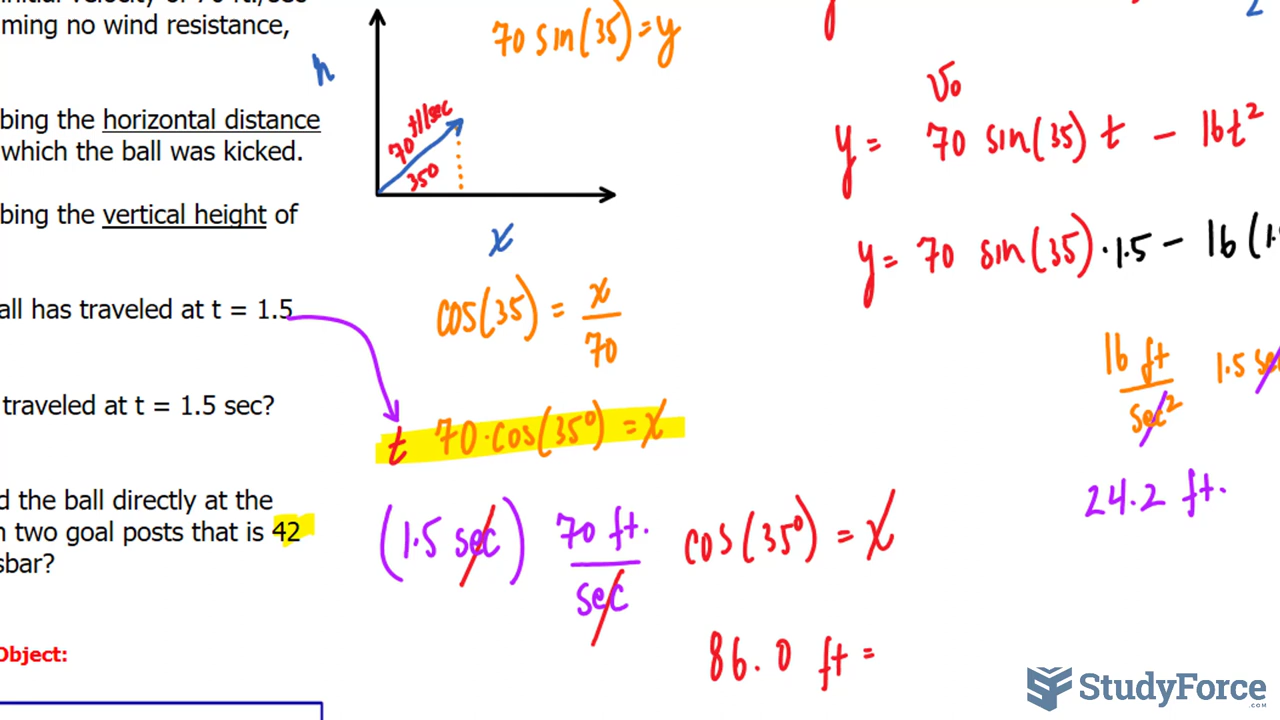 initial velocity of 70 ft./sec
ming no wind resistance,
bing the horizontal distance
which the ball was kicked.
bing the vertical height of
all has traveled at t = 1.5
traveled at t = 1.5 sec?
d the ball directly at the
n two goal posts that is 42
sbar?
Object:
70 sin(35) = y
h
70 ft/sec
35°
x
cos(35) = x/70
t 70·cos(35°) = x
(1.5 sec) 70 ft./sec cos(35°) = x
86.0 ft =
y
2
v₀
y = 70 sin(35) t - 16t²
y = 70 sin(35) · 1.5 - 16 (1.
16 ft/sec² 1.5 sec
24.2 ft.
StudyForce
.com